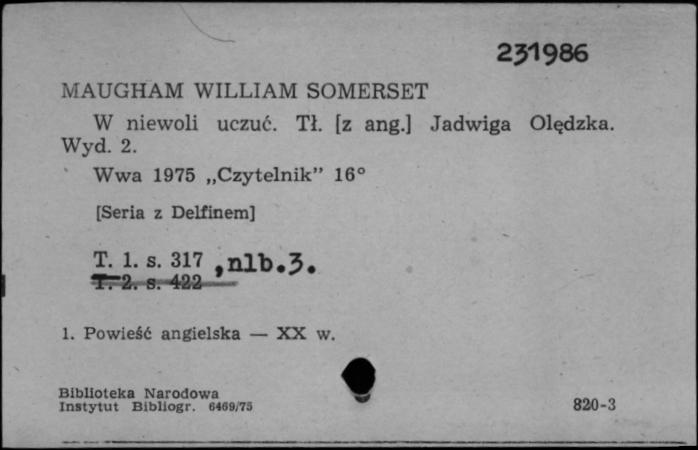 231986
MAUGHAM WILLIAM SOMERSET
W niewoli uczuć. Tł. [z ang.] Jadwiga Olędzka.
Wyd. 2.
Wwa 1975 „Czytelnik” 16°
[Seria z Delfinem]
T. 1. s. 317 , nlb. 3.
T. 2. s. 422
1. Powieść angielska — XX w.
Biblioteka Narodowa
Instytut Bibliogr. 6469/75
820-3